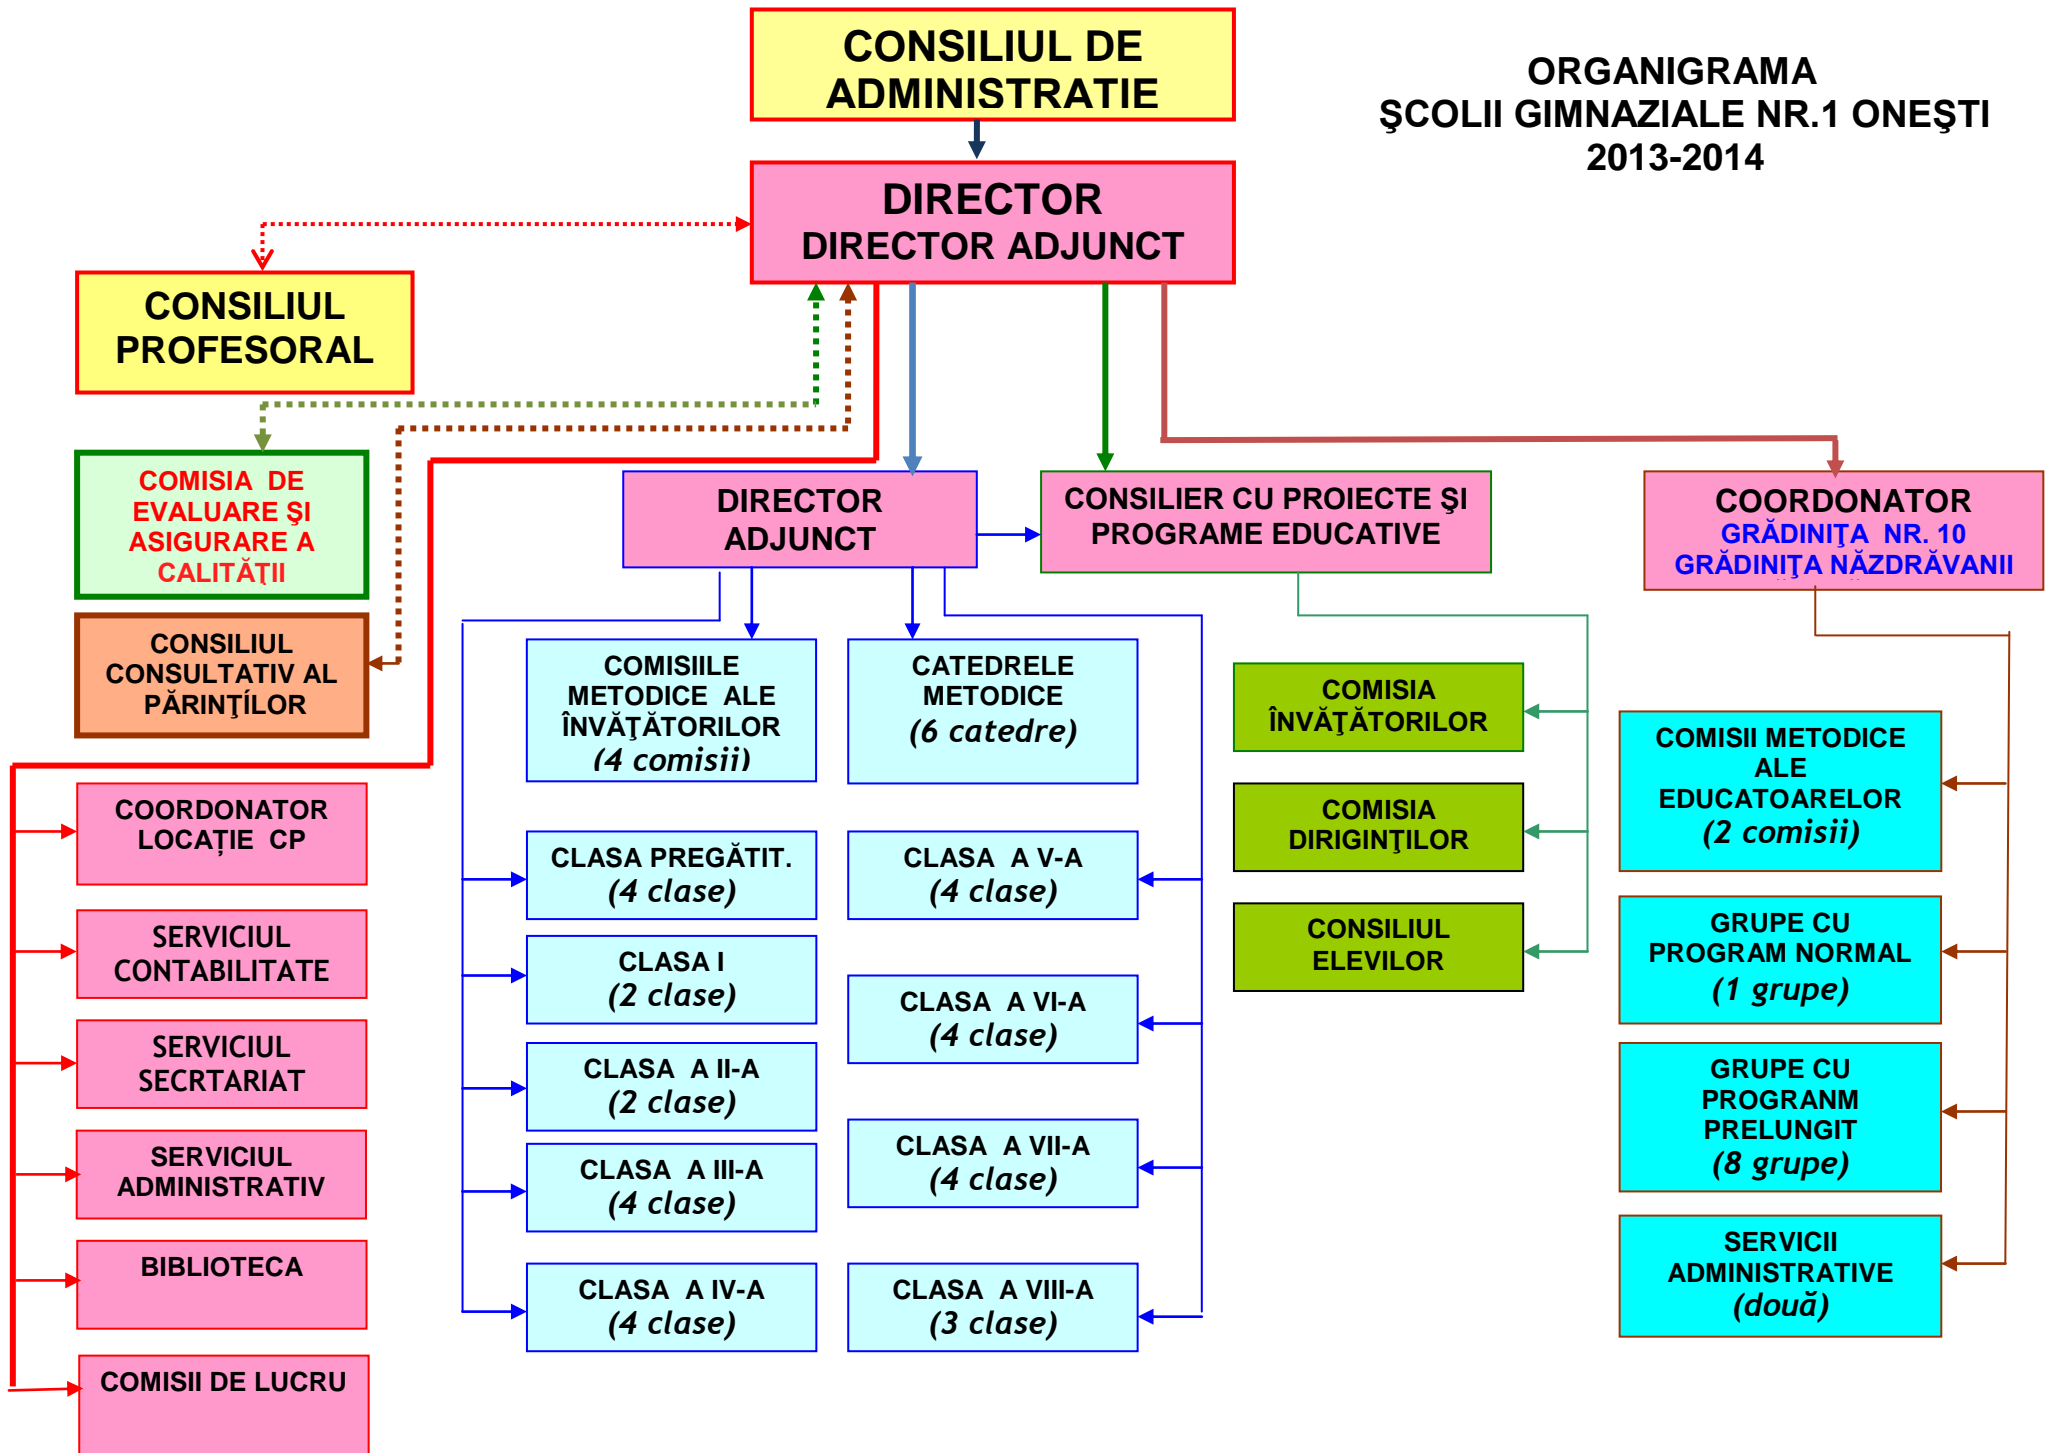 CONSILIUL DE
ADMINISTRATIE
ORGANIGRAMA
ŞCOLII GIMNAZIALE NR.1 ONEŞTI
2013-2014
DIRECTOR
DIRECTOR ADJUNCT
CONSILIUL
PROFESORAL
COMISIA DE
EVALUARE ŞI
ASIGURARE A
CALITĂŢII
CONSILIUL
CONSULTATIV AL
PĂRINŢÍLOR
DIRECTOR
ADJUNCT
CONSILIER CU PROIECTE ŞI
PROGRAME EDUCATIVE
COORDONATOR
GRĂDINIŢA NR. 10
GRĂDINIŢA NĂZDRĂVANII
COORDONATOR
LOCAȚIE CP
SERVICIUL
CONTABILITATE
SERVICIUL
SECRTARIAT
SERVICIUL
ADMINISTRATIV
BIBLIOTECA
COMISII DE LUCRU
COMISIILE
METODICE ALE
ÎNVĂŢĂTORILOR
(4 comisii)
CLASA PREGĂTIT.
(4 clase)
CLASA I
(2 clase)
CLASA A II-A
(2 clase)
CLASA A III-A
(4 clase)
CLASA A IV-A
(4 clase)
CATEDRELE
METODICE
(6 catedre)
CLASA A V-A
(4 clase)
CLASA A VI-A
(4 clase)
CLASA A VII-A
(4 clase)
CLASA A VIII-A
(3 clase)
COMISIA
ÎNVĂŢĂTORILOR
COMISIA
DIRIGINŢILOR
CONSILIUL
ELEVILOR
COMISII METODICE
ALE
EDUCATOARELOR
(2 comisii)
GRUPE CU
PROGRAM NORMAL
(1 grupe)
GRUPE CU
PROGRANM
PRELUNGIT
(8 grupe)
SERVICII
ADMINISTRATIVE
(două)